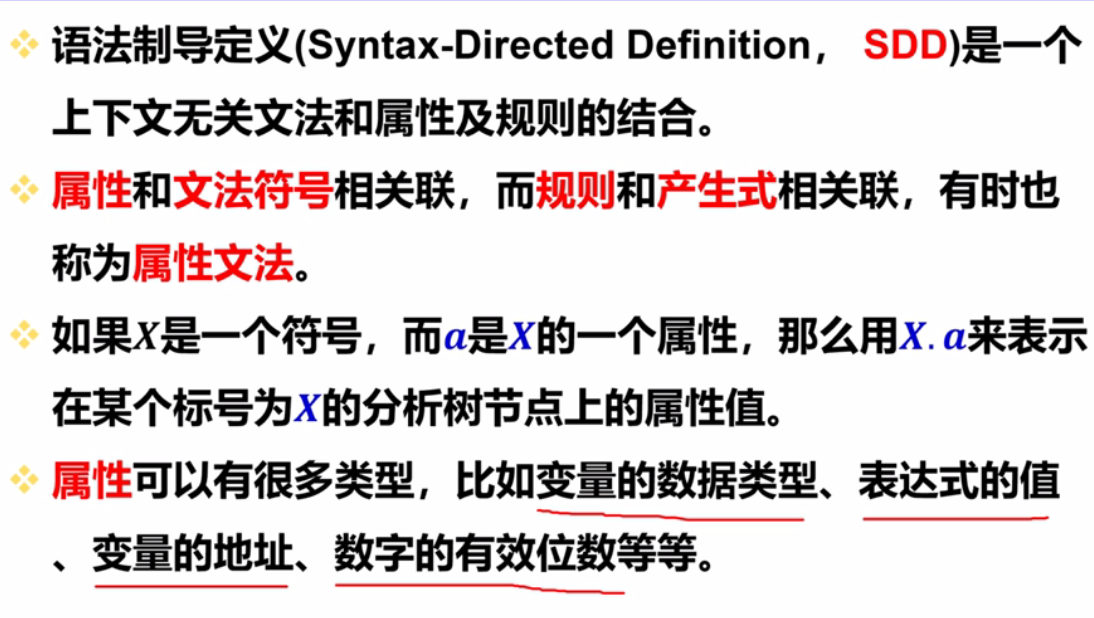 语法制导定义(Syntax-Directed Definition, SDD)是一个
上下文无关文法和属性及规则的结合。
属性和文法符号相关联，而规则和产生式相关联，有时也
称为属性文法。
如果X是一个符号，而a是X的一个属性，那么用X.a来表示
在某个标号为X的分析树节点上的属性值。
属性可以有很多类型，比如变量的数据类型、表达式的值
、变量的地址、数字的有效位数等等。